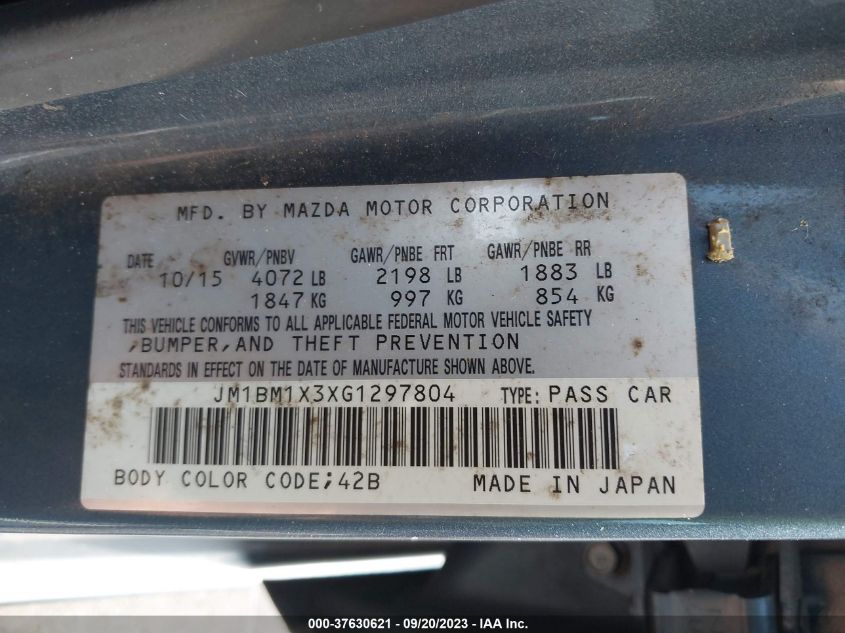 MFD. BY MAZDA MOTOR CORPORATION
DATE GVWR/PNBV GAWR/PNBE FRT GAWR/PNBE RR
10/15 4072 LB 2198 LB 1883 LB
1847 KG 997 KG 854 KG
THIS VEHICLE CONFORMS TO ALL APPLICABLE FEDERAL MOTOR VEHICLE SAFETY
,BUMPER,AND THEFT PREVENTION
STANDARDS IN EFFECT ON THE DATE OF MANUFACTURE SHOWN ABOVE.
JM1BM1X3XG1297804 TYPE: PASS CAR
BODY COLOR CODE;42B MADE IN JAPAN
000-37630621 - 09/20/2023 - IAA Inc.